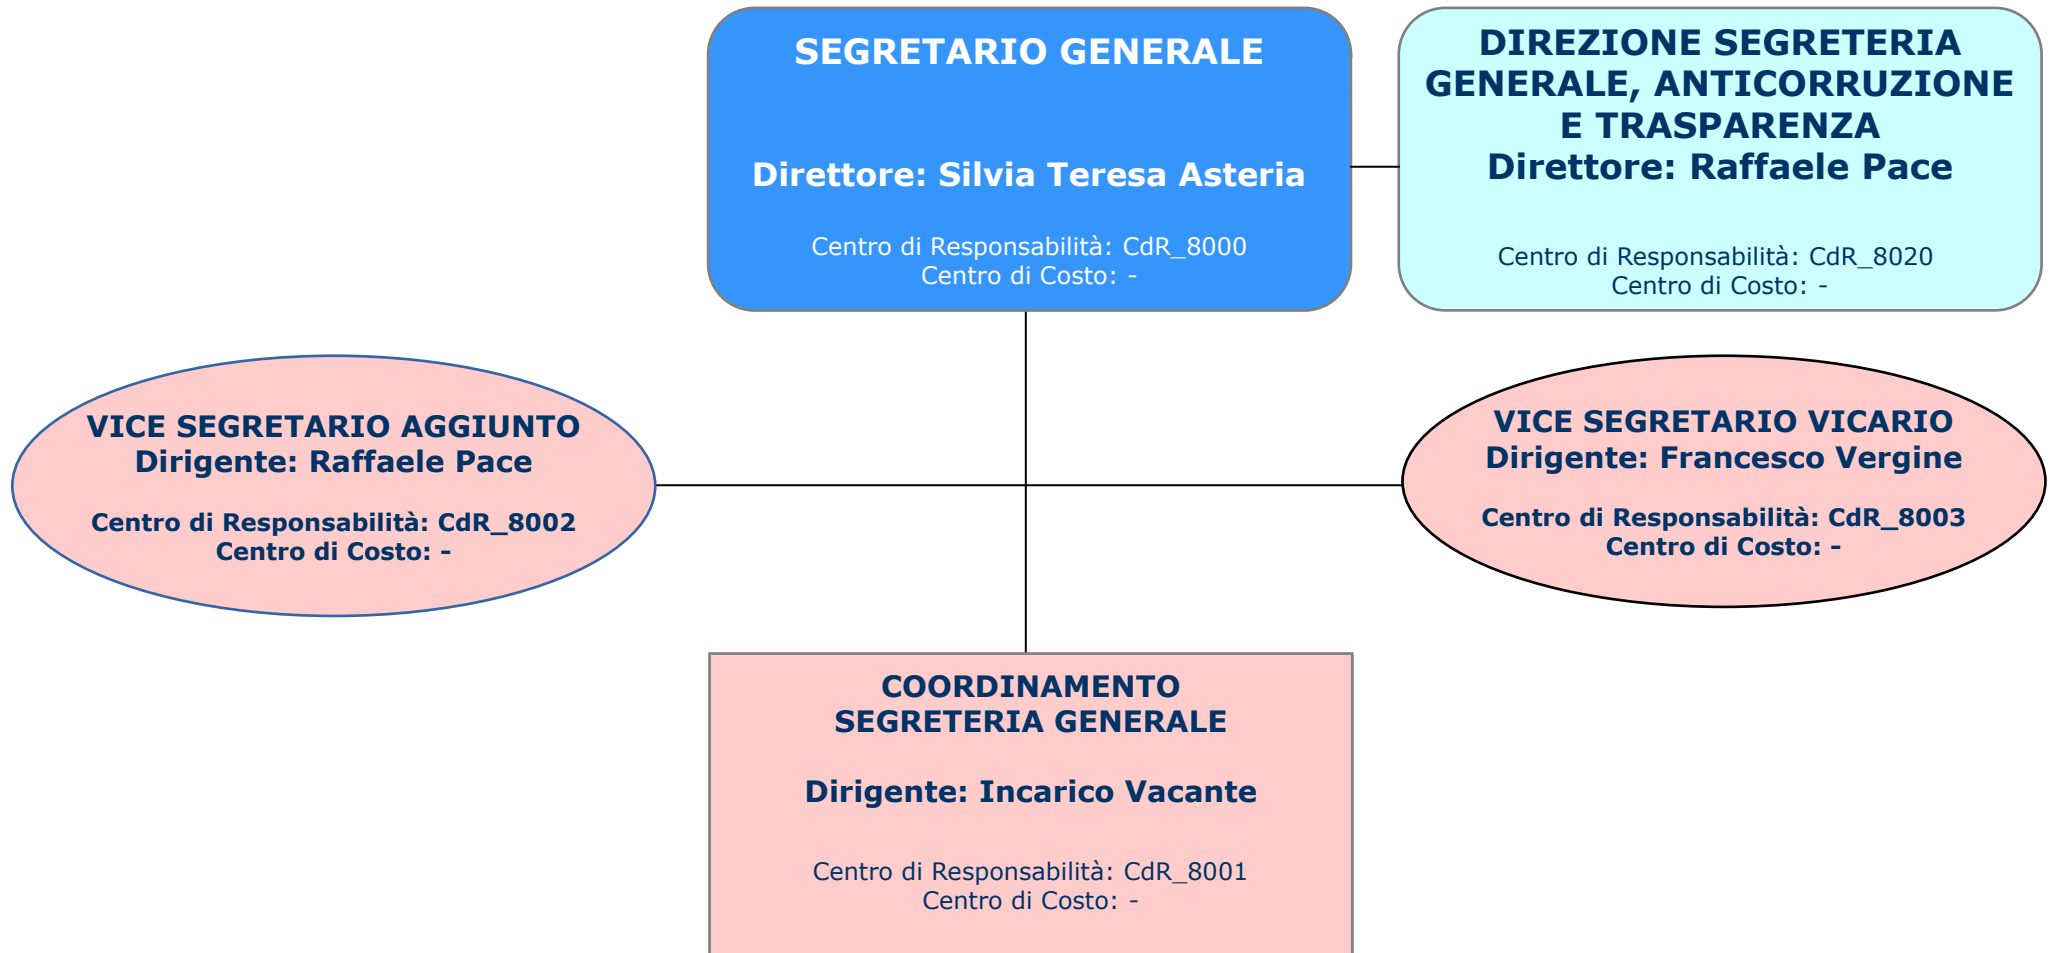 SEGRETARIO GENERALE
Direttore: Silvia Teresa Asteria
Centro di Responsabilità: CdR_8000
Centro di Costo: -
DIREZIONE SEGRETERIA
GENERALE, ANTICORRUZIONE
E TRASPARENZA
Direttore: Raffaele Pace
Centro di Responsabilità: CdR_8020
Centro di Costo: -
VICE SEGRETARIO AGGIUNTO
Dirigente: Raffaele Pace
Centro di Responsabilità: CdR_8002
Centro di Costo: -
VICE SEGRETARIO VICARIO
Dirigente: Francesco Vergine
Centro di Responsabilità: CdR_8003
Centro di Costo: -
COORDINAMENTO
SEGRETERIA GENERALE
Dirigente: Incarico Vacante
Centro di Responsabilità: CdR_8001
Centro di Costo: -